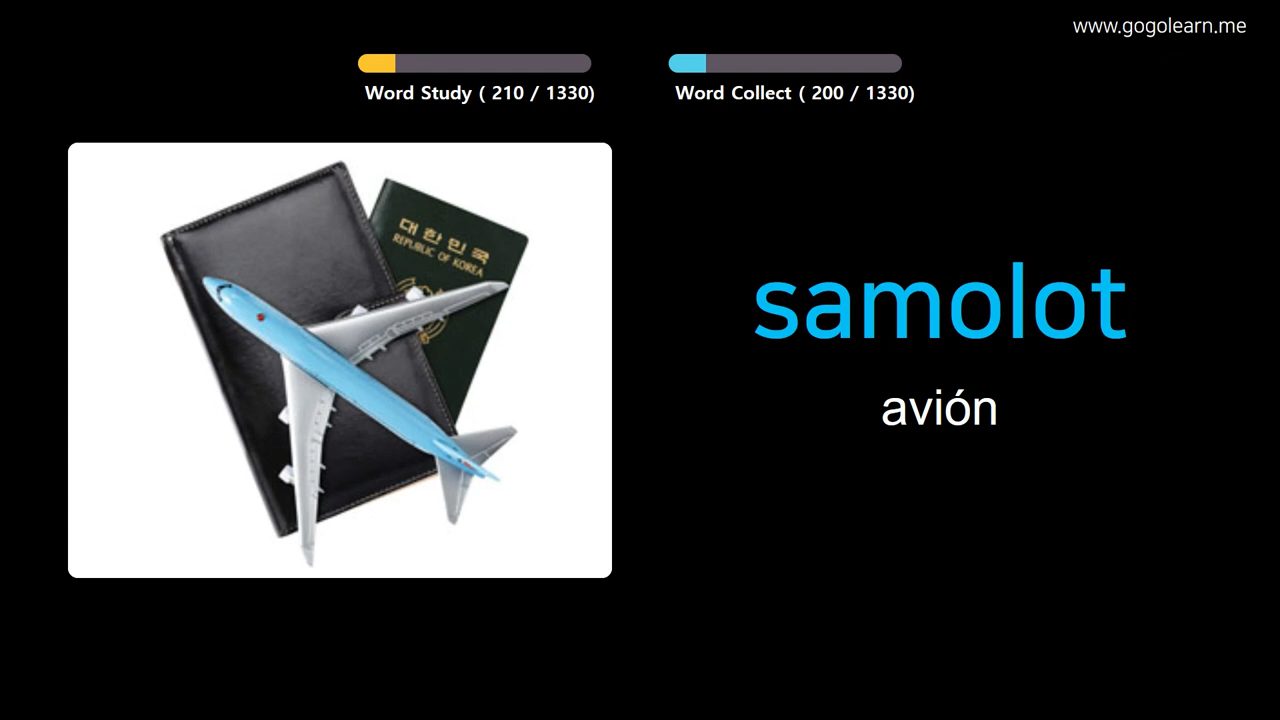 www.gogolearn.me
Word Study ( 210 / 1330)
Word Collect ( 200 / 1330)
대한민국
REPUBLIC OF KOREA
samolot
avión